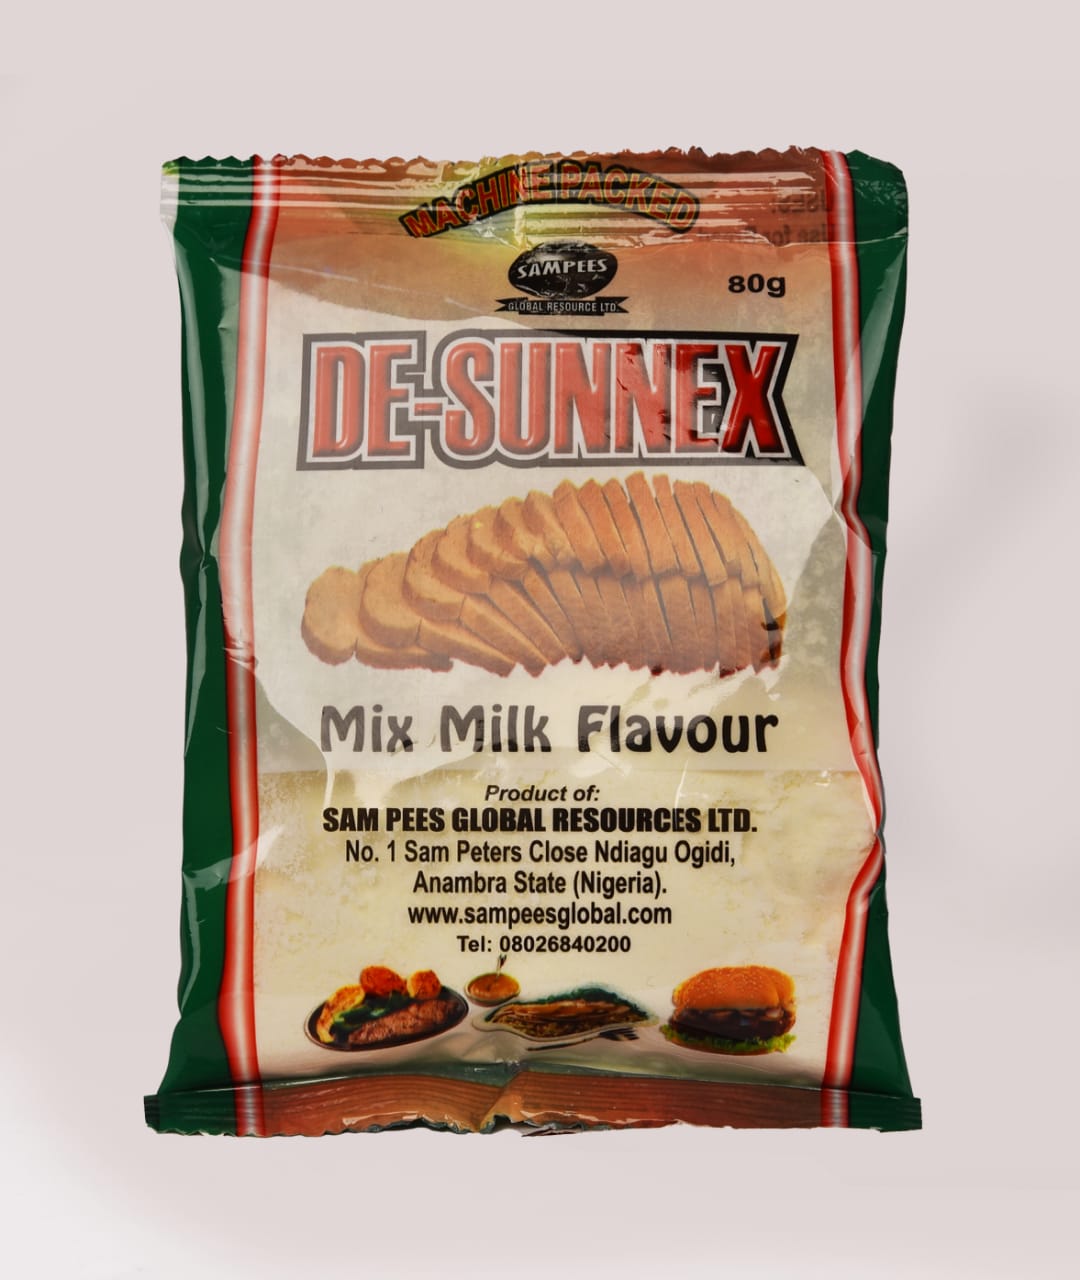 MACHINE PACKED
SAMPEES
GLOBAL RESOURCE LTD.
80g
DE-SUNNEX
Mix Milk Flavour
Product of:
SAM PEES GLOBAL RESOURCES LTD.
No. 1 Sam Peters Close Ndiagu Ogidi,
Anambra State (Nigeria).
www.sampeesglobal.com
Tel: 08026840200